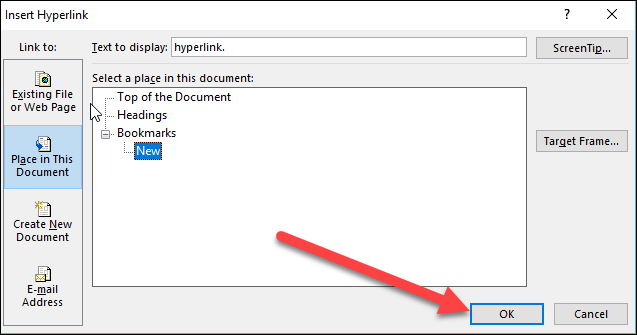 Insert Hyperlink
?
Link to:
Text to display:
hyperlink.
ScreenTip...
Existing File
or Web Page
Place in This
Document
Create New
Document
E-mail
Address
Select a place in this document:
Top of the Document
Headings
Bookmarks
New
Target Frame...
OK
Cancel